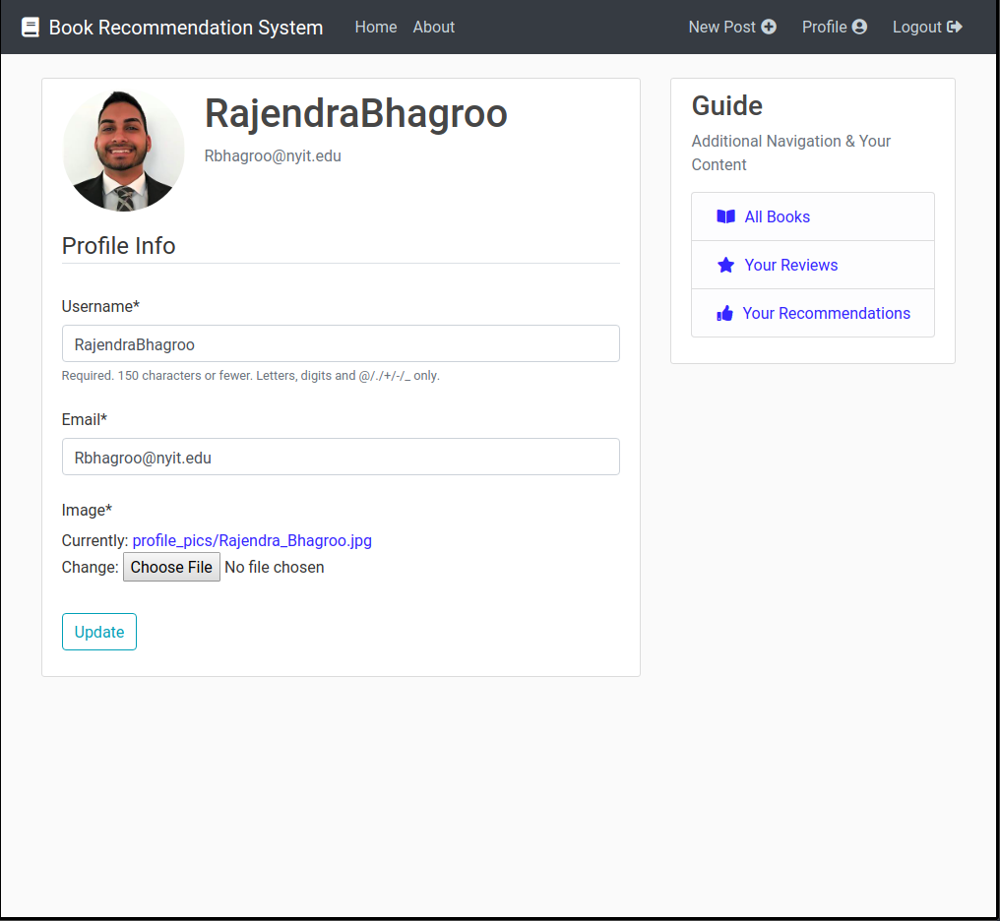 Book Recommendation System Home About New Post Profile Logout
RajendraBhagroo
Rbhagroo@nyit.edu
Profile Info
Username*
RajendraBhagroo
Required. 150 characters or fewer. Letters, digits and @/./+/-/_ only.
Email*
Rbhagroo@nyit.edu
Image*
Currently: profile_pics/Rajendra_Bhagroo.jpg
Change: Choose File No file chosen
Update
Guide
Additional Navigation & Your
Content
All Books
Your Reviews
Your Recommendations